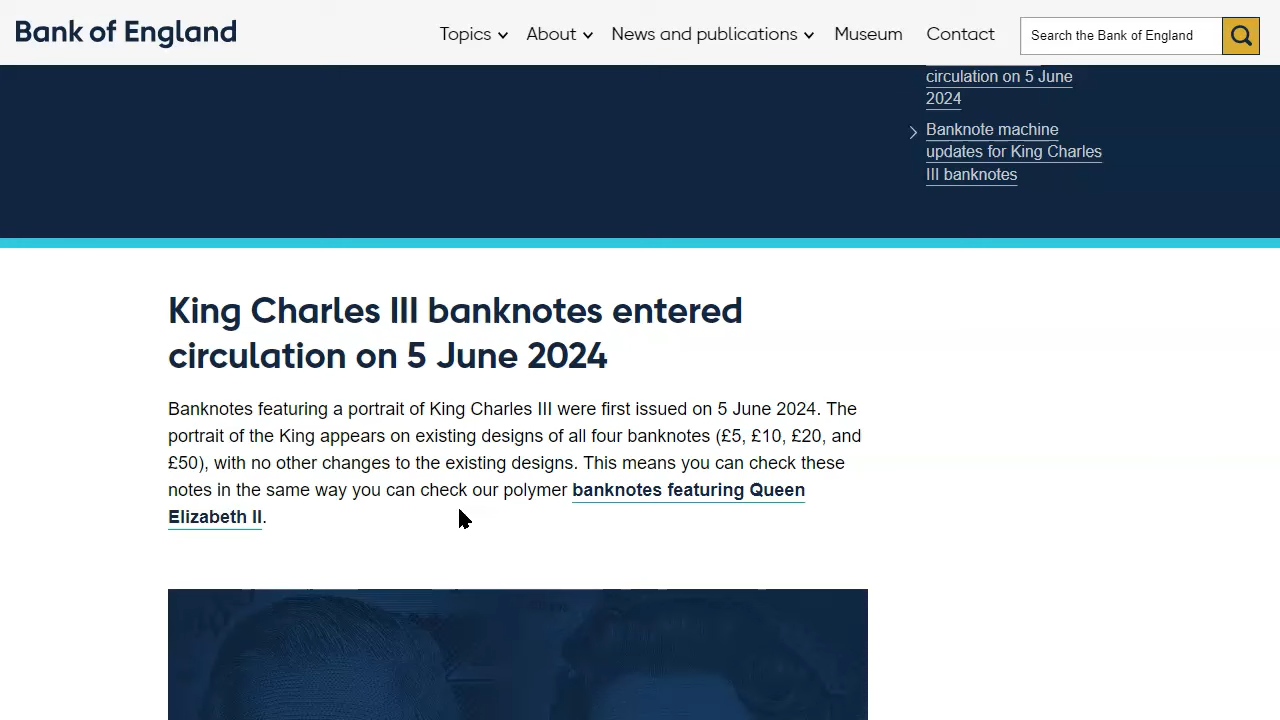 Bank of England
Topics
About
News and publications
Museum
Contact
Search the Bank of England
circulation on 5 June
2024
Banknote machine
updates for King Charles
III banknotes
King Charles III banknotes entered
circulation on 5 June 2024
Banknotes featuring a portrait of King Charles III were first issued on 5 June 2024. The
portrait of the King appears on existing designs of all four banknotes (£5, £10, £20, and
£50), with no other changes to the existing designs. This means you can check these
notes in the same way you can check our polymer banknotes featuring Queen
Elizabeth II.